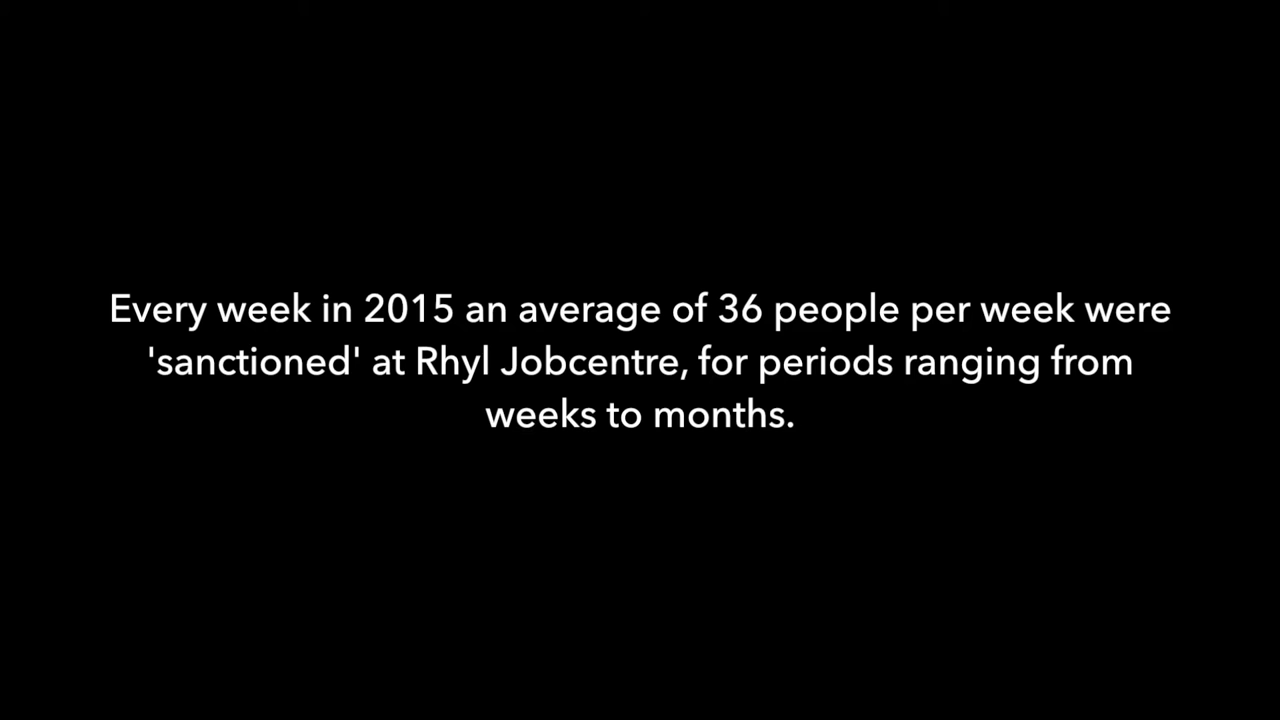 Every week in 2015 an average of 36 people per week were
'sanctioned' at Rhyl Jobcentre, for periods ranging from
weeks to months.